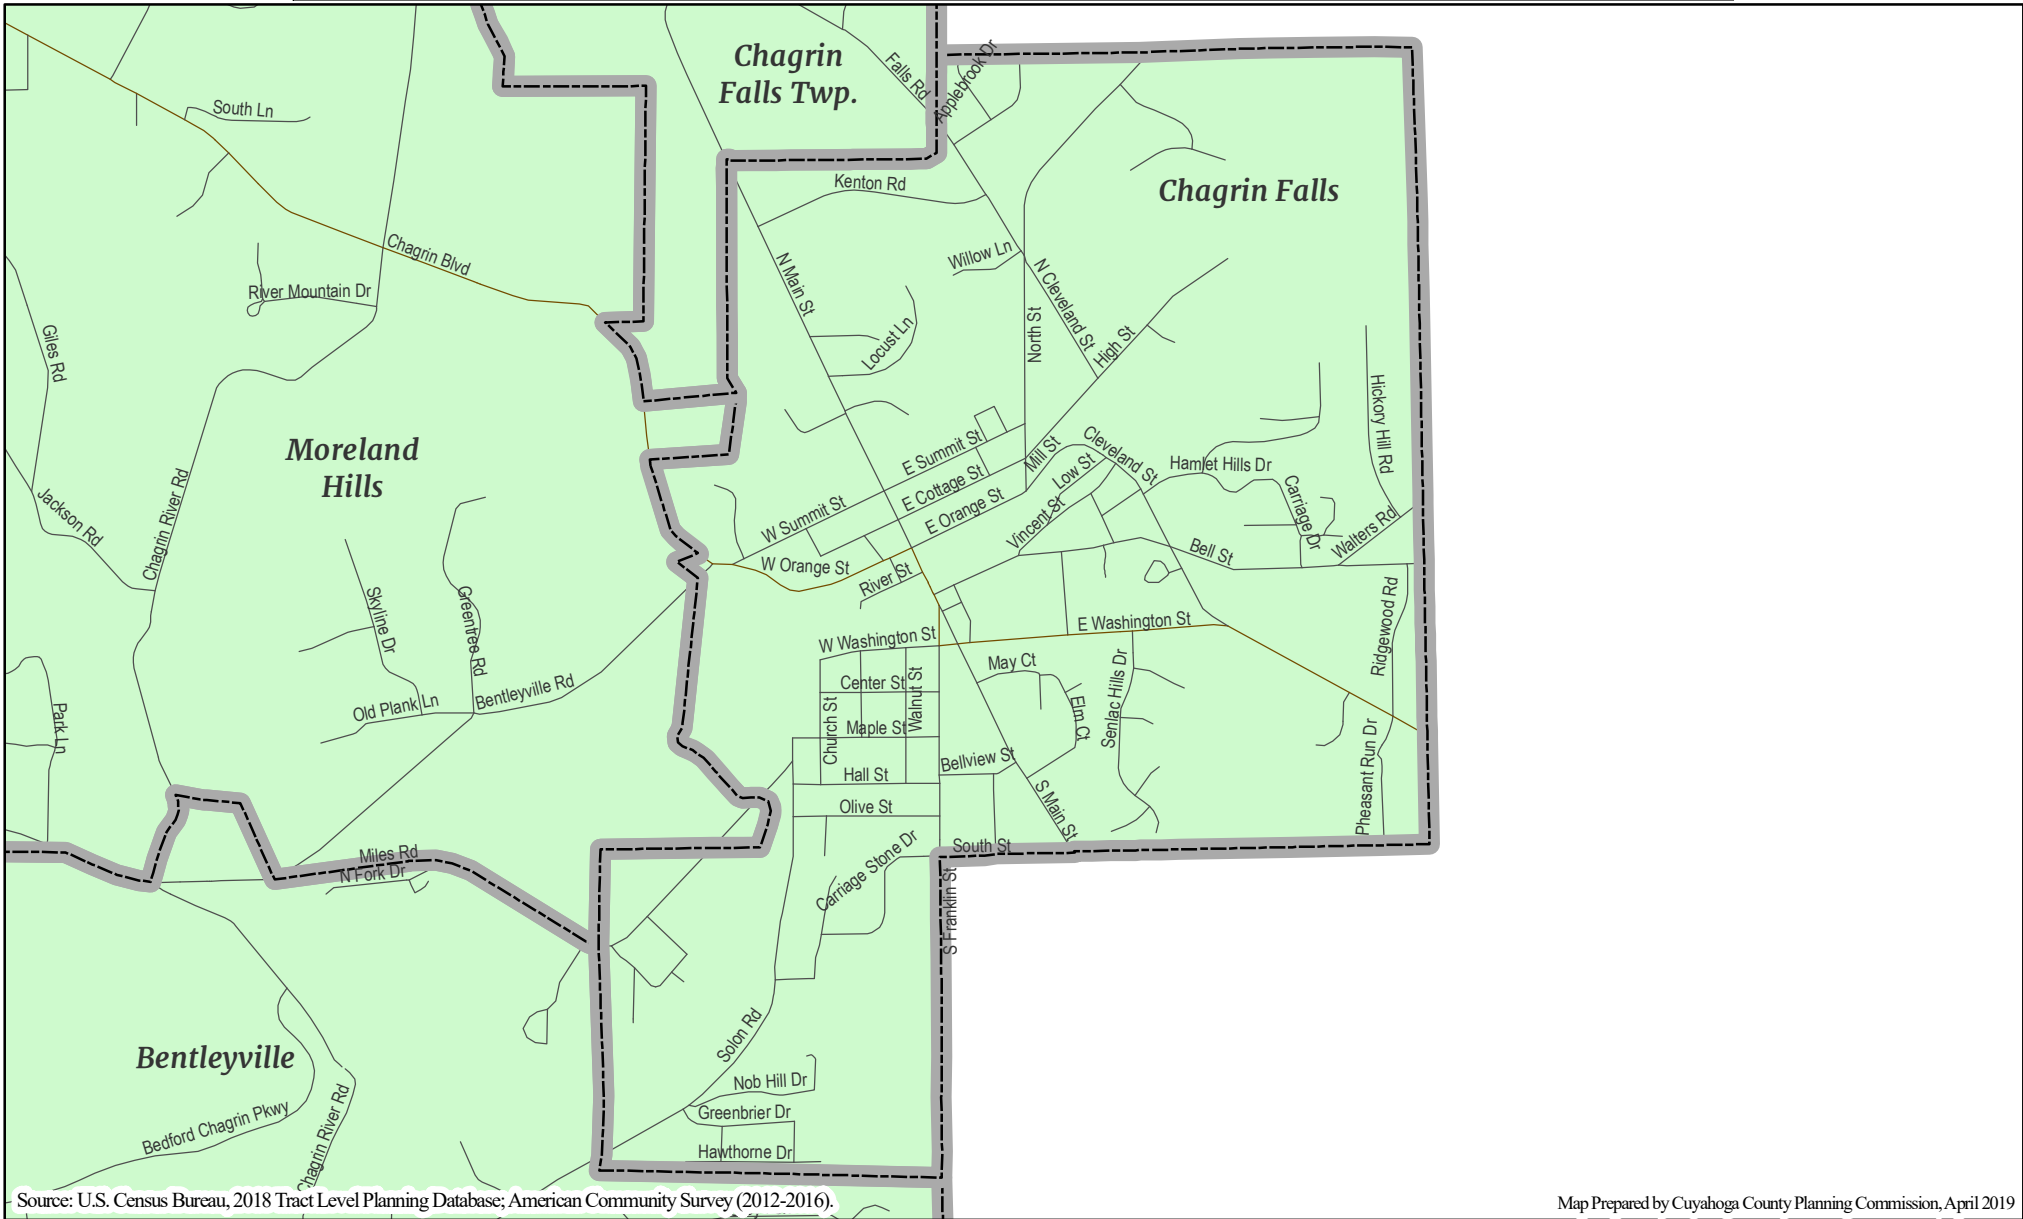 Chagrin
Falls Twp.
Falls Rd
Applebrook Dr
South Ln
Kenton Rd
Chagrin Falls
Chagrin Blvd
Willow Ln
N Main St
N Cleveland St
River Mountain Dr
Giles Rd
Locust Ln
North St
High St
Hickory Hill Rd
Moreland
Hills
E Summit St
Mill St
Cleveland St
Low St
Hamlet Hills Dr
E Cottage St
Carriage Dr
Jackson Rd
Chagrin River Rd
W Summit St
E Orange St
Vincent St
Walters Rd
Bell St
W Orange St
River St
Skyline Dr
Greentree Rd
Ridgewood Rd
W Washington St
E Washington St
May Ct
Center St
Walnut St
Senlac Hills Dr
Old Plank Ln
Bentleyville Rd
Park Ln
Church St
Maple St
Elm Ct
Pheasant Run Dr
Bellview St
Hall St
Olive St
S Main St
Miles Rd
N Fork Dr
Carriage Stone Dr
South St
S Franklin St
Solon Rd
Bentleyville
Nob Hill Dr
Greenbrier Dr
Bedford Chagrin Pkwy
Chagrin River Rd
Hawthorne Dr
Source: U.S. Census Bureau, 2018 Tract Level Planning Database; American Community Survey (2012-2016).
Map Prepared by Cuyahoga County Planning Commission, April 2019